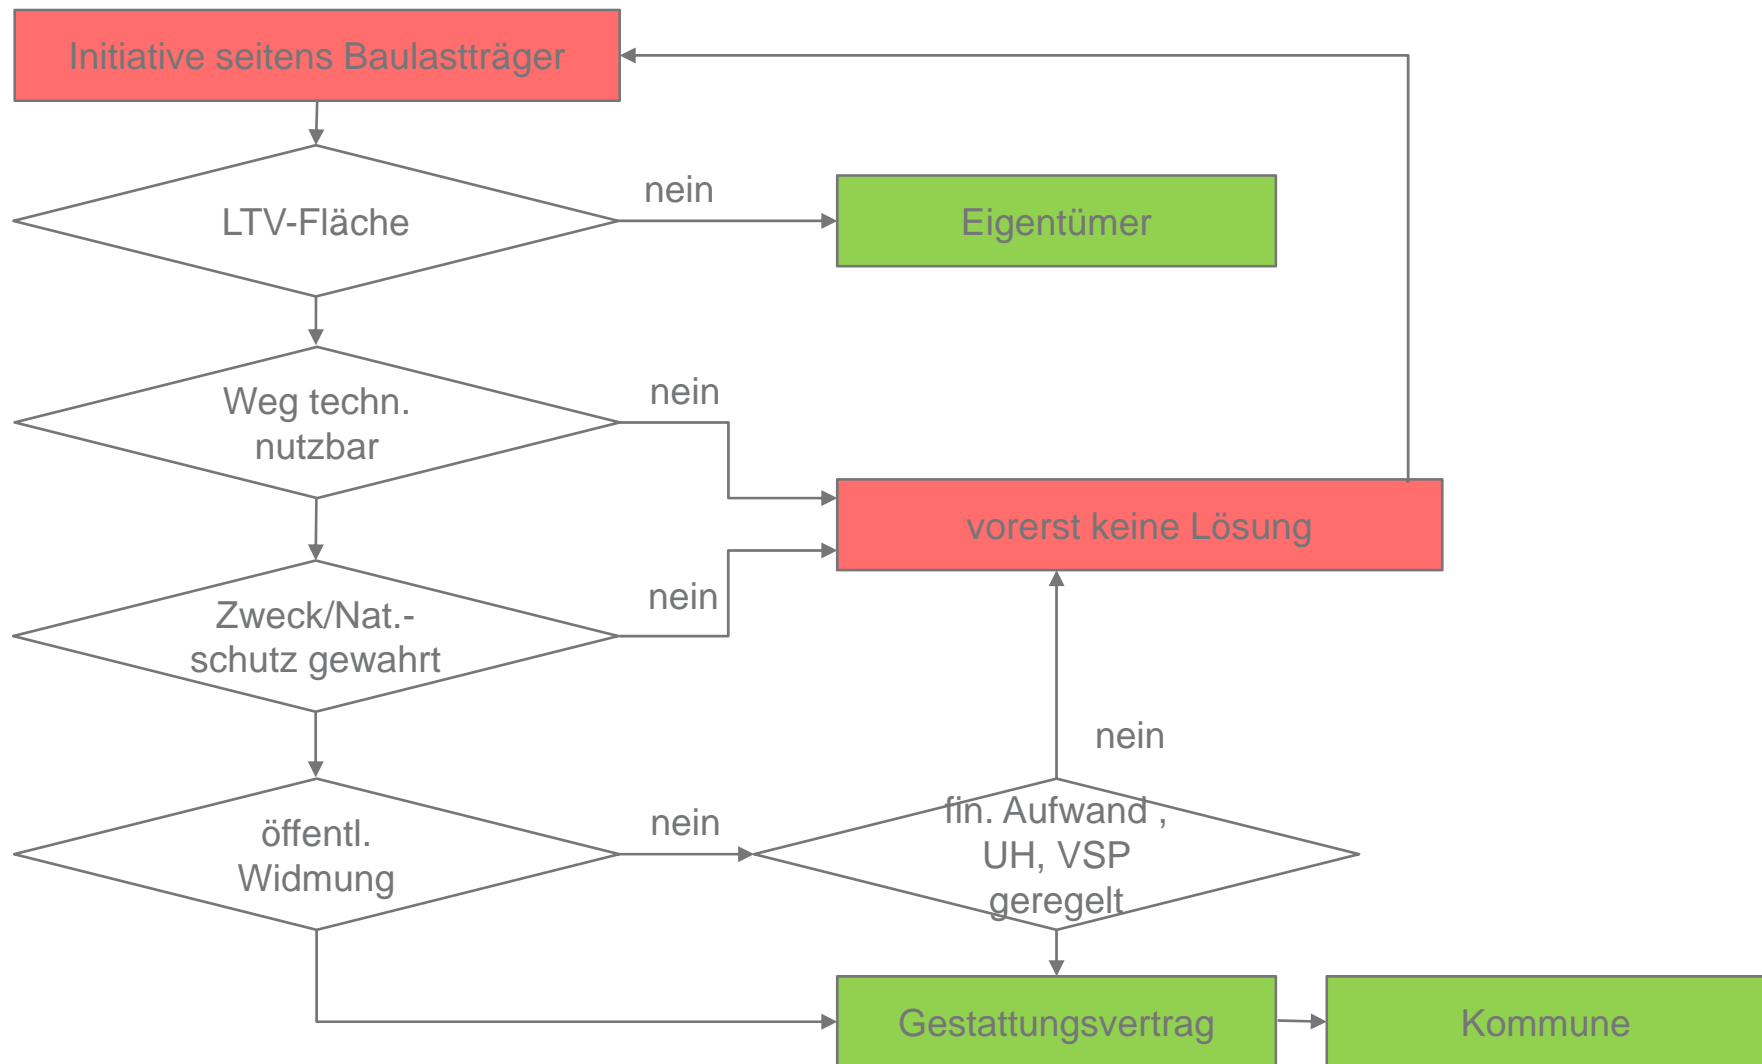 Initiative seitens Baulastträger
nein
LTV-Fläche
Eigentümer
nein
Weg techn.
nutzbar
vorerst keine Lösung
nein
Zweck/Nat.-
schutz gewahrt
nein
nein
öffentl.
Widmung
fin. Aufwand ,
UH, VSP
geregelt
Gestattungsvertrag
Kommune